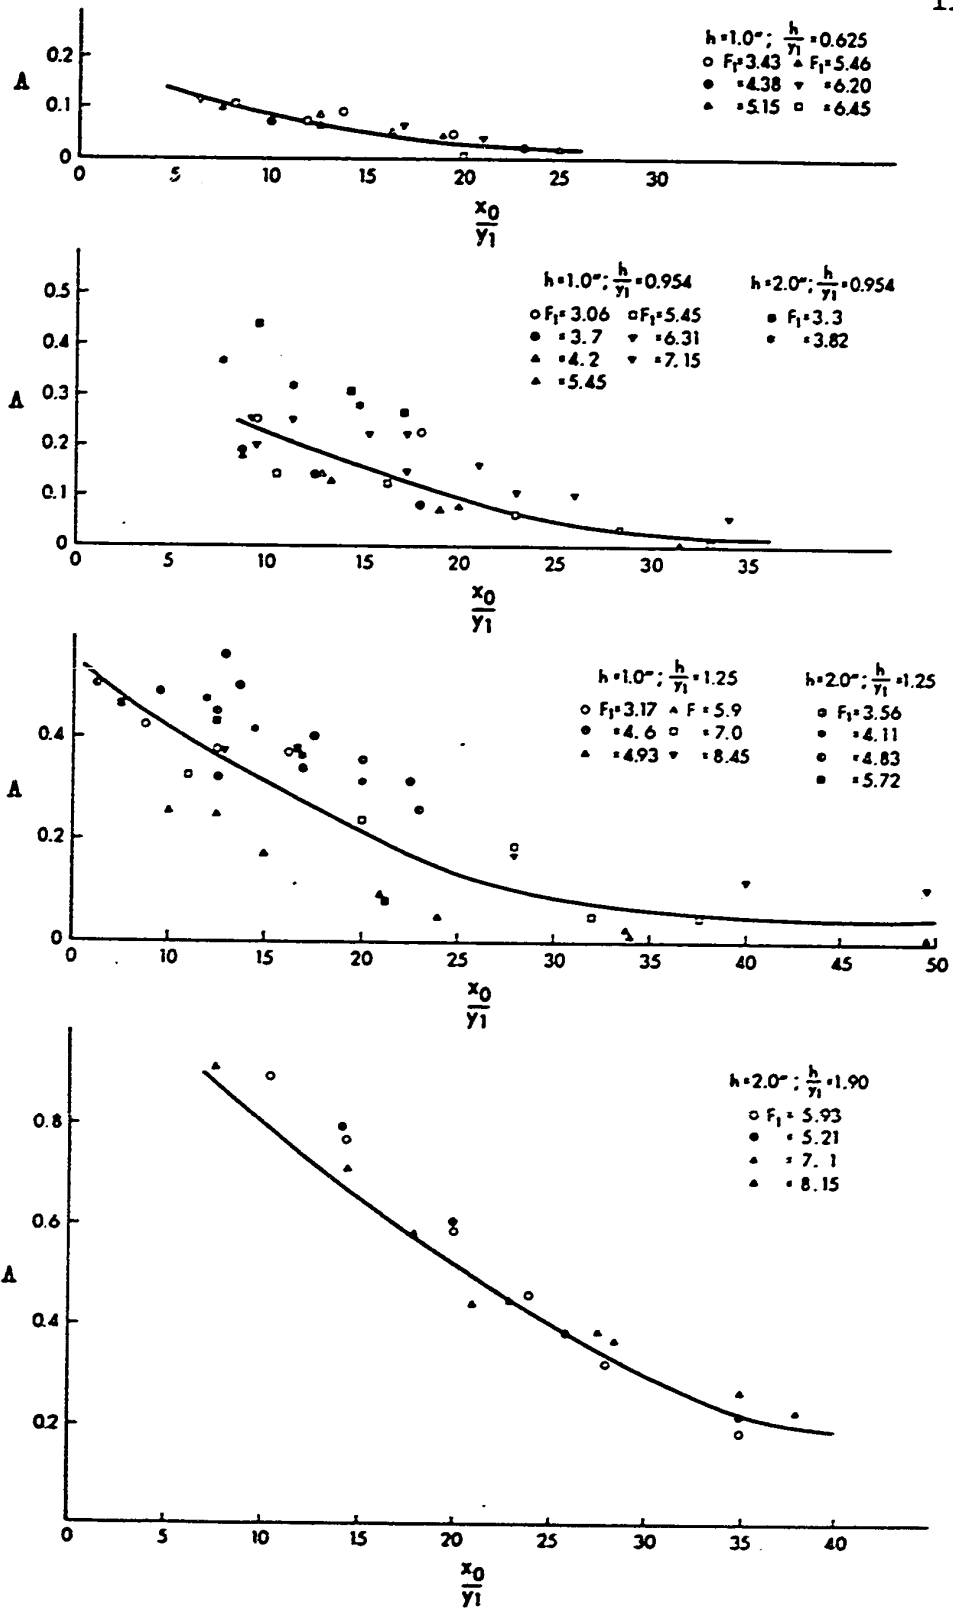 1
h=1.0"; h/y1=0.625
F1=3.43 F1=5.46
=4.38 =6.20
=5.15 =6.45
0.2
Λ
0.1
0
0 5 10 15 20 25 30
x0/y1
h=1.0"; h/y1=0.954 h=2.0"; h/y1=0.954
F1=3.06 F1=5.45 F1=3.3
=3.7 =6.31 =3.82
=4.2 =7.15
=5.45
0.5
0.4
Λ
0.3
0.2
0.1
0
0 5 10 15 20 25 30 35
x0/y1
h=1.0"; h/y1=1.25 h=2.0"; h/y1=1.25
F1=3.17 F=5.9 F1=3.56
=4.6 =7.0 =4.11
=4.93 =8.45 =4.83
=5.72
0.4
Λ
0.2
0
0 10 15 20 25 30 35 40 45 50
x0/y1
h=2.0"; h/y1=1.90
F1=5.93
=5.21
=7.1
=8.15
0.8
0.6
Λ
0.4
0.2
0 5 10 15 20 25 30 35 40
x0/y1